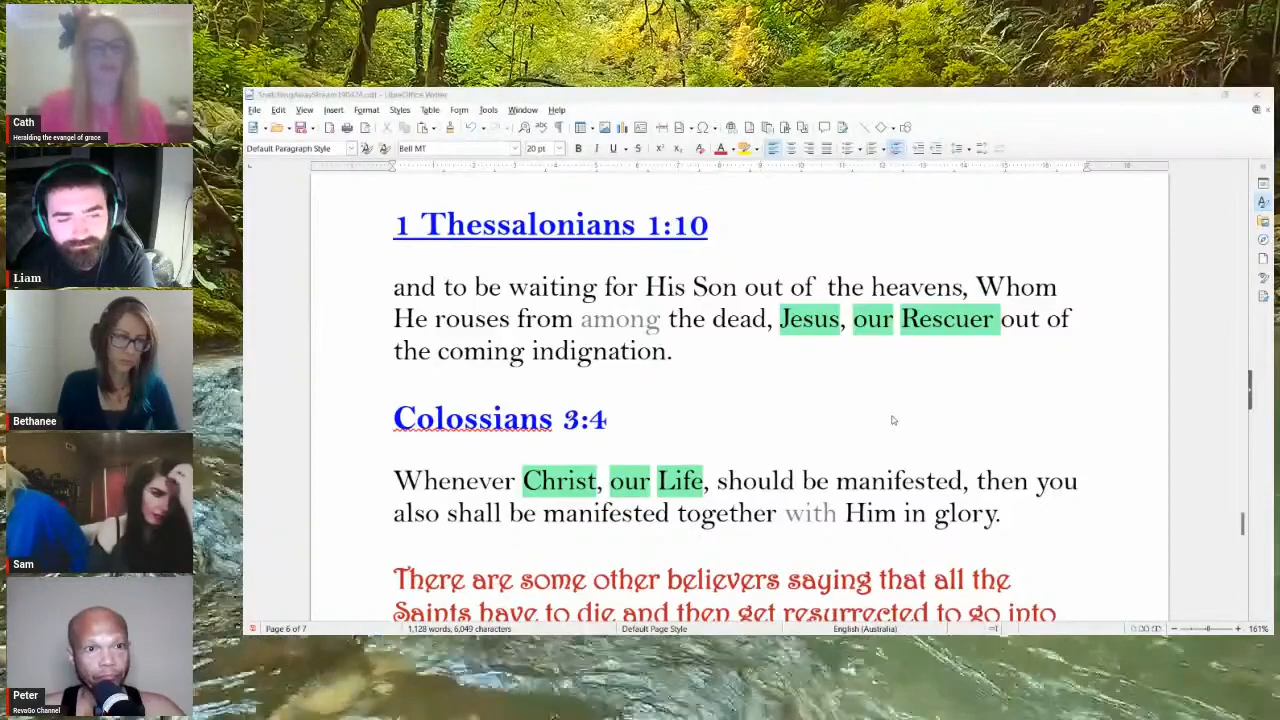 Cath
Heralding the evangel of grace
Liam
Bethanee
Sam
Peter
RevaGo Channel
LibreOffice Writer
File Edit View Insert Format Styles Table Form Tools Window Help
Default Paragraph Style
Bell MT
20 pt
1 Thessalonians 1:10
and to be waiting for His Son out of the heavens, Whom
He rouses from among the dead, Jesus, our Rescuer out of
the coming indignation.
Colossians 3:4
Whenever Christ, our Life, should be manifested, then you
also shall be manifested together with Him in glory.
There are some other believers saying that all the
Saints have to die and then get resurrected to go into
Page 6 of 7
1,128 words, 6,049 characters
Default Page Style
English (Australia)
161%